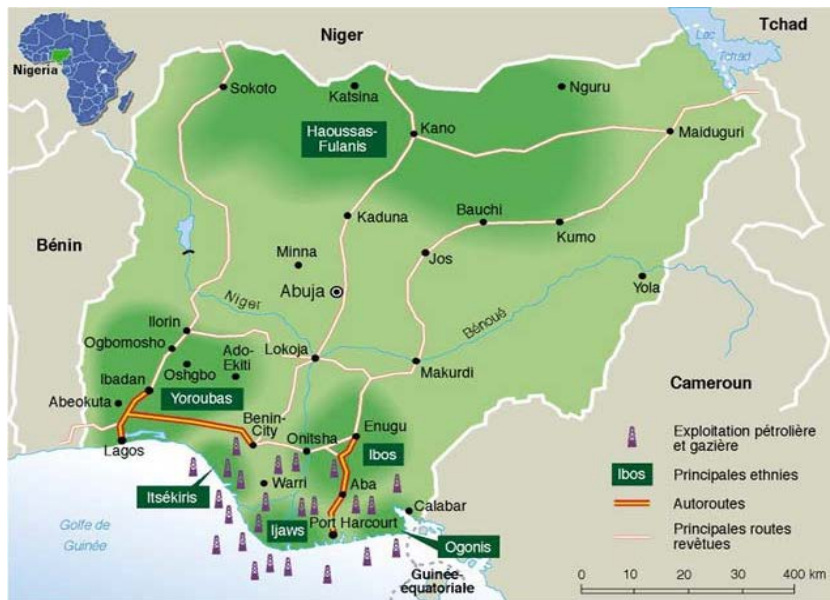 Nigeria
Niger
Tchad
Lac
Tchad
Sokoto
Katsina
Nguru
Haoussas-
Fulanis
Kano
Maiduguri
Kaduna
Bauchi
Kumo
Bénin
Minna
Jos
Abuja
Yola
Niger
Bénoué
Ilorin
Ogbomosho
Oshgbo
Ado-
Ekiti
Lokoja
Makurdi
Ibadan
Yoroubas
Abeokuta
Cameroun
Lagos
Benin-
City
Onitsha
Enugu
Ibos
Itsékiris
Warri
Aba
Calabar
Ijaws
Port Harcourt
Ogonis
Golfe de
Guinée
Guinée-
équatoriale
Exploitation pétrolière
et gazière
Ibos
Principales ethnies
Autoroutes
Principales routes
revètues
0 10 20 30 400 km